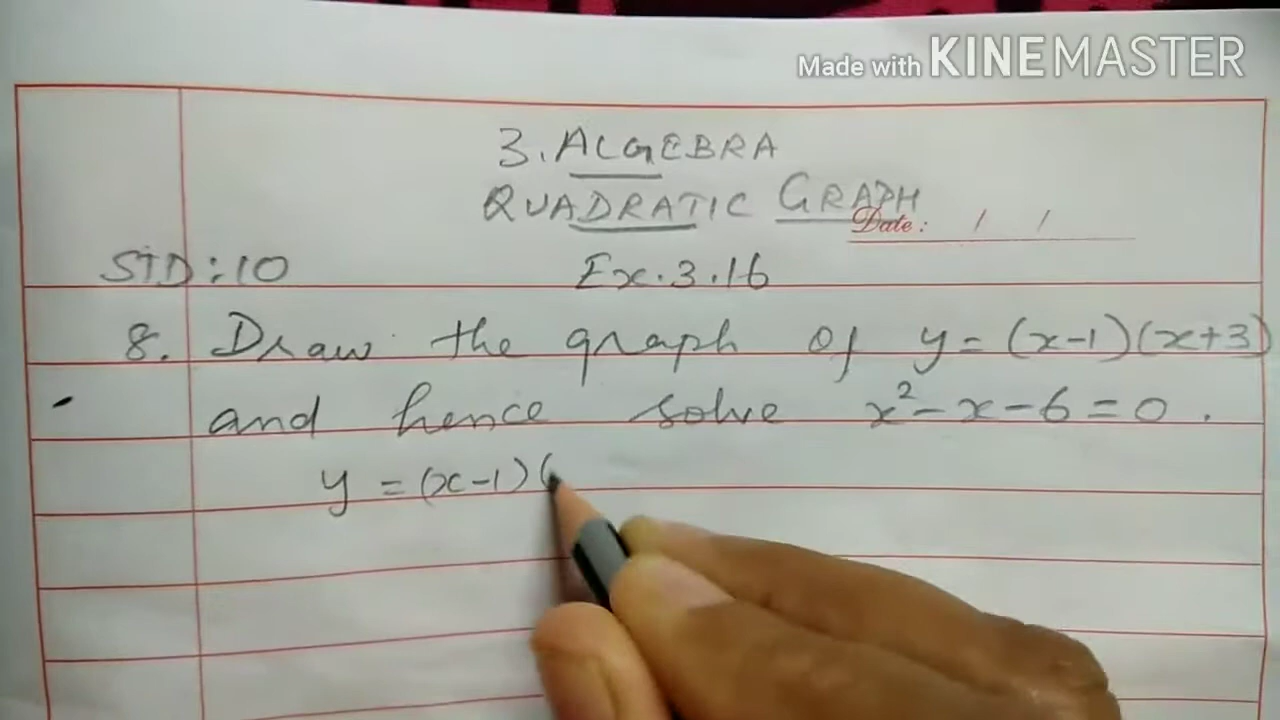 Made with KINEMASTER
3. ALGEBRA
QUADRATIC GRAPH
Date: / /
STD: 10 Ex. 3.16
8. Draw the graph of y = (x-1)(x+3)
and hence solve x² - x - 6 = 0.
y = (x-1)(